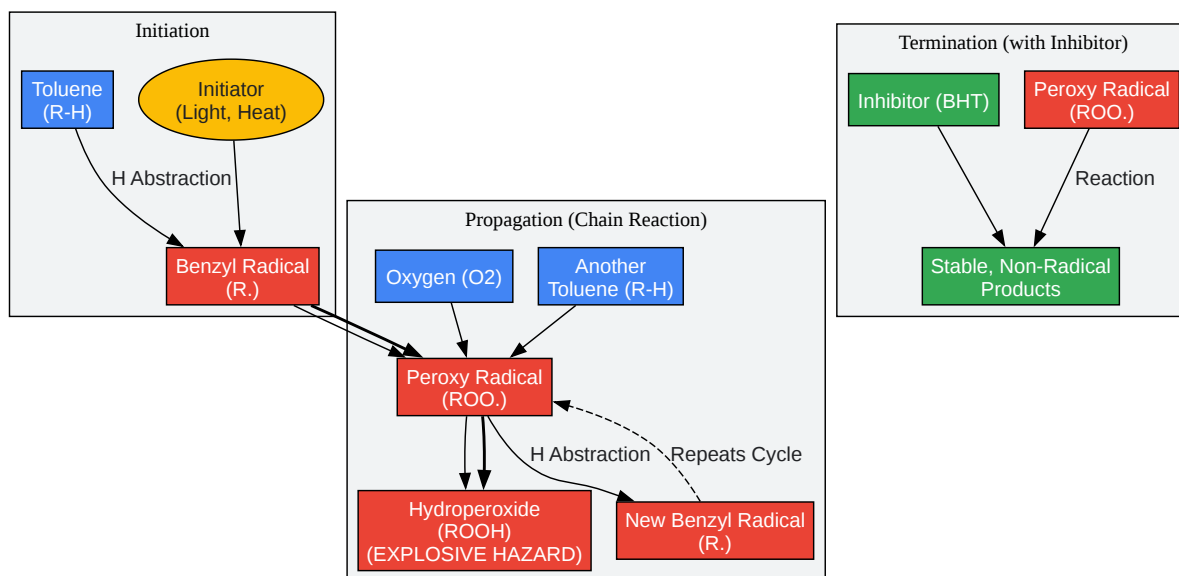 Initiation
Toluene
(R-H)
Initiator
(Light, Heat)
H Abstraction
Benzyl Radical
(R.)
Propagation (Chain Reaction)
Oxygen (O2)
Another
Toluene (R-H)
Peroxy Radical
(ROO.)
H Abstraction
Repeats Cycle
Hydroperoxide
(ROOH)
(EXPLOSIVE HAZARD)
New Benzyl Radical
(R.)
Termination (with Inhibitor)
Inhibitor (BHT)
Peroxy Radical
(ROO.)
Reaction
Stable, Non-Radical
Products